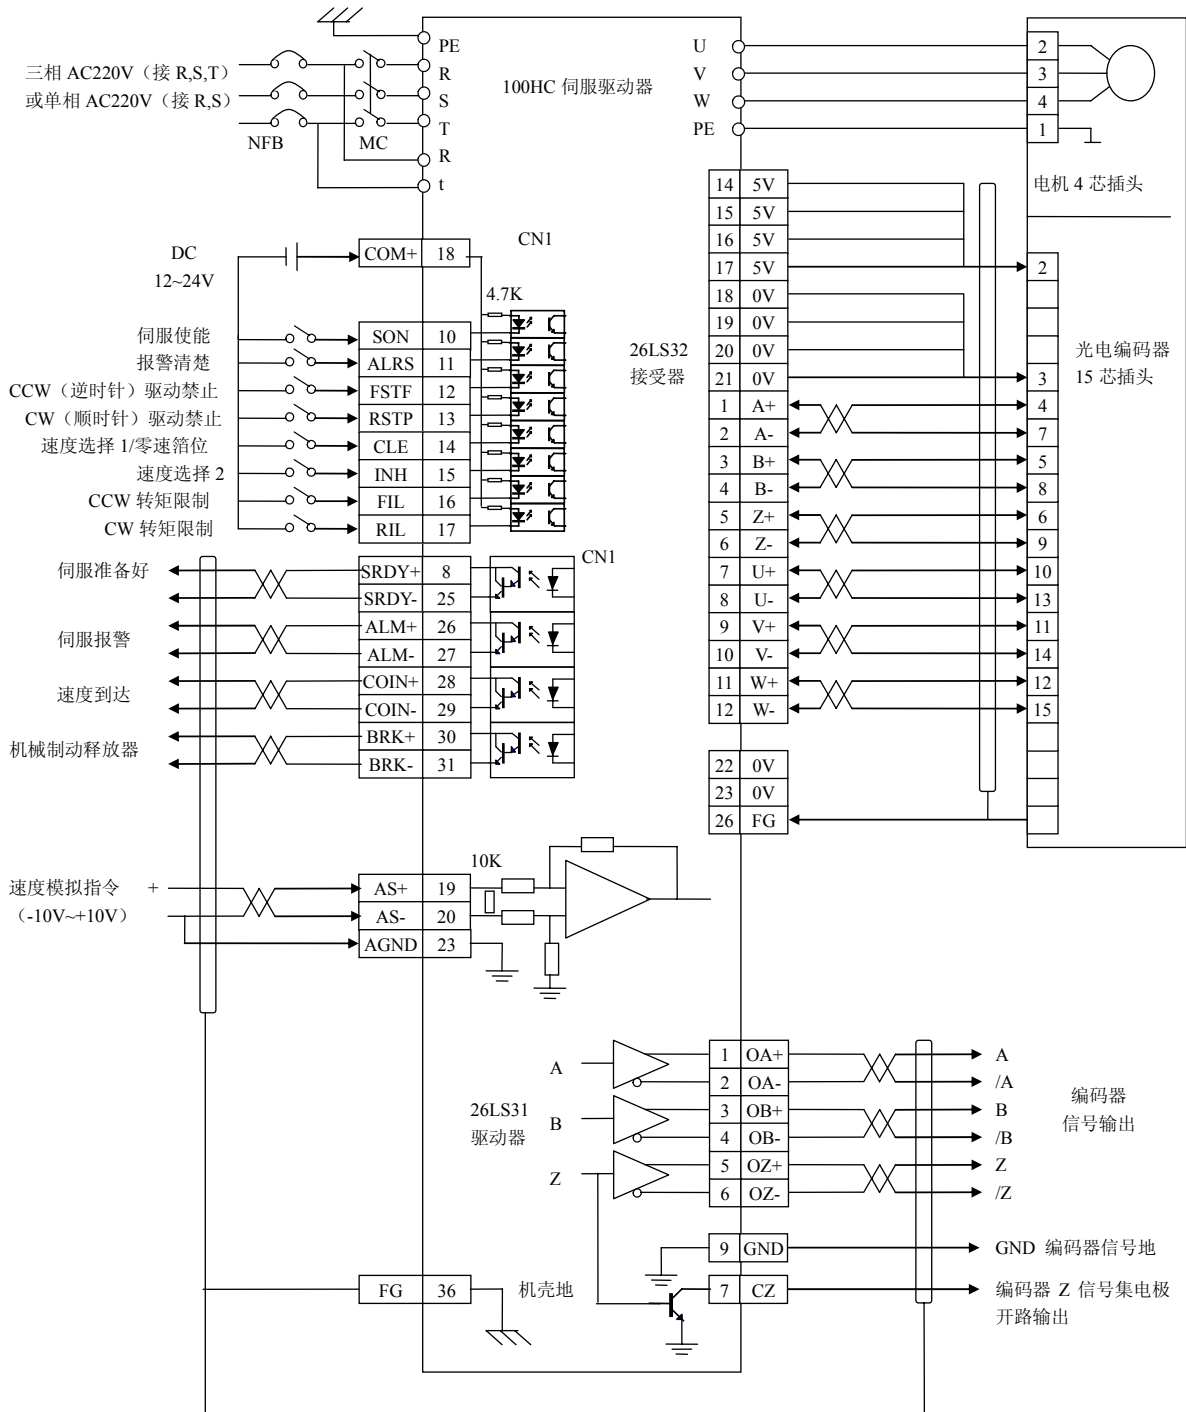 PE
R
S
T
R
t
三相 AC220V（接 R,S,T）
或单相 AC220V（接 R,S）
NFB
MC
100HC 伺服驱动器
U
V
W
PE
2
3
4
1
电机 4 芯插头
DC
12~24V
COM+ 18
CN1
4.7K
伺服使能 SON 10
报警清楚 ALRS 11
CCW（逆时针）驱动禁止 FSTF 12
CW（顺时针）驱动禁止 RSTP 13
速度选择 1/零速箔位 CLE 14
速度选择 2 INH 15
CCW 转矩限制 FIL 16
CW 转矩限制 RIL 17
CN1
伺服准备好
SRDY+ 8
SRDY- 25
伺服报警
ALM+ 26
ALM- 27
速度到达
COIN+ 28
COIN- 29
机械制动释放器
BRK+ 30
BRK- 31
26LS32
接受器
14 5V
15 5V
16 5V
17 5V 2
18 0V
19 0V
20 0V
21 0V 3
1 A+ 4
2 A- 7
3 B+ 5
4 B- 8
5 Z+ 6
6 Z- 9
7 U+ 10
8 U- 13
9 V+ 11
10 V- 14
11 W+ 12
12 W- 15
22 0V
23 0V
26 FG
光电编码器
15 芯插头
速度模拟指令 +
（-10V~+10V）
10K
AS+ 19
AS- 20
AGND 23
26LS31
驱动器
A
B
Z
1 OA+ A
2 OA- /A
3 OB+ B
4 OB- /B
5 OZ+ Z
6 OZ- /Z
编码器
信号输出
9 GND GND 编码器信号地
7 CZ 编码器 Z 信号集电极
开路输出
FG 36 机壳地